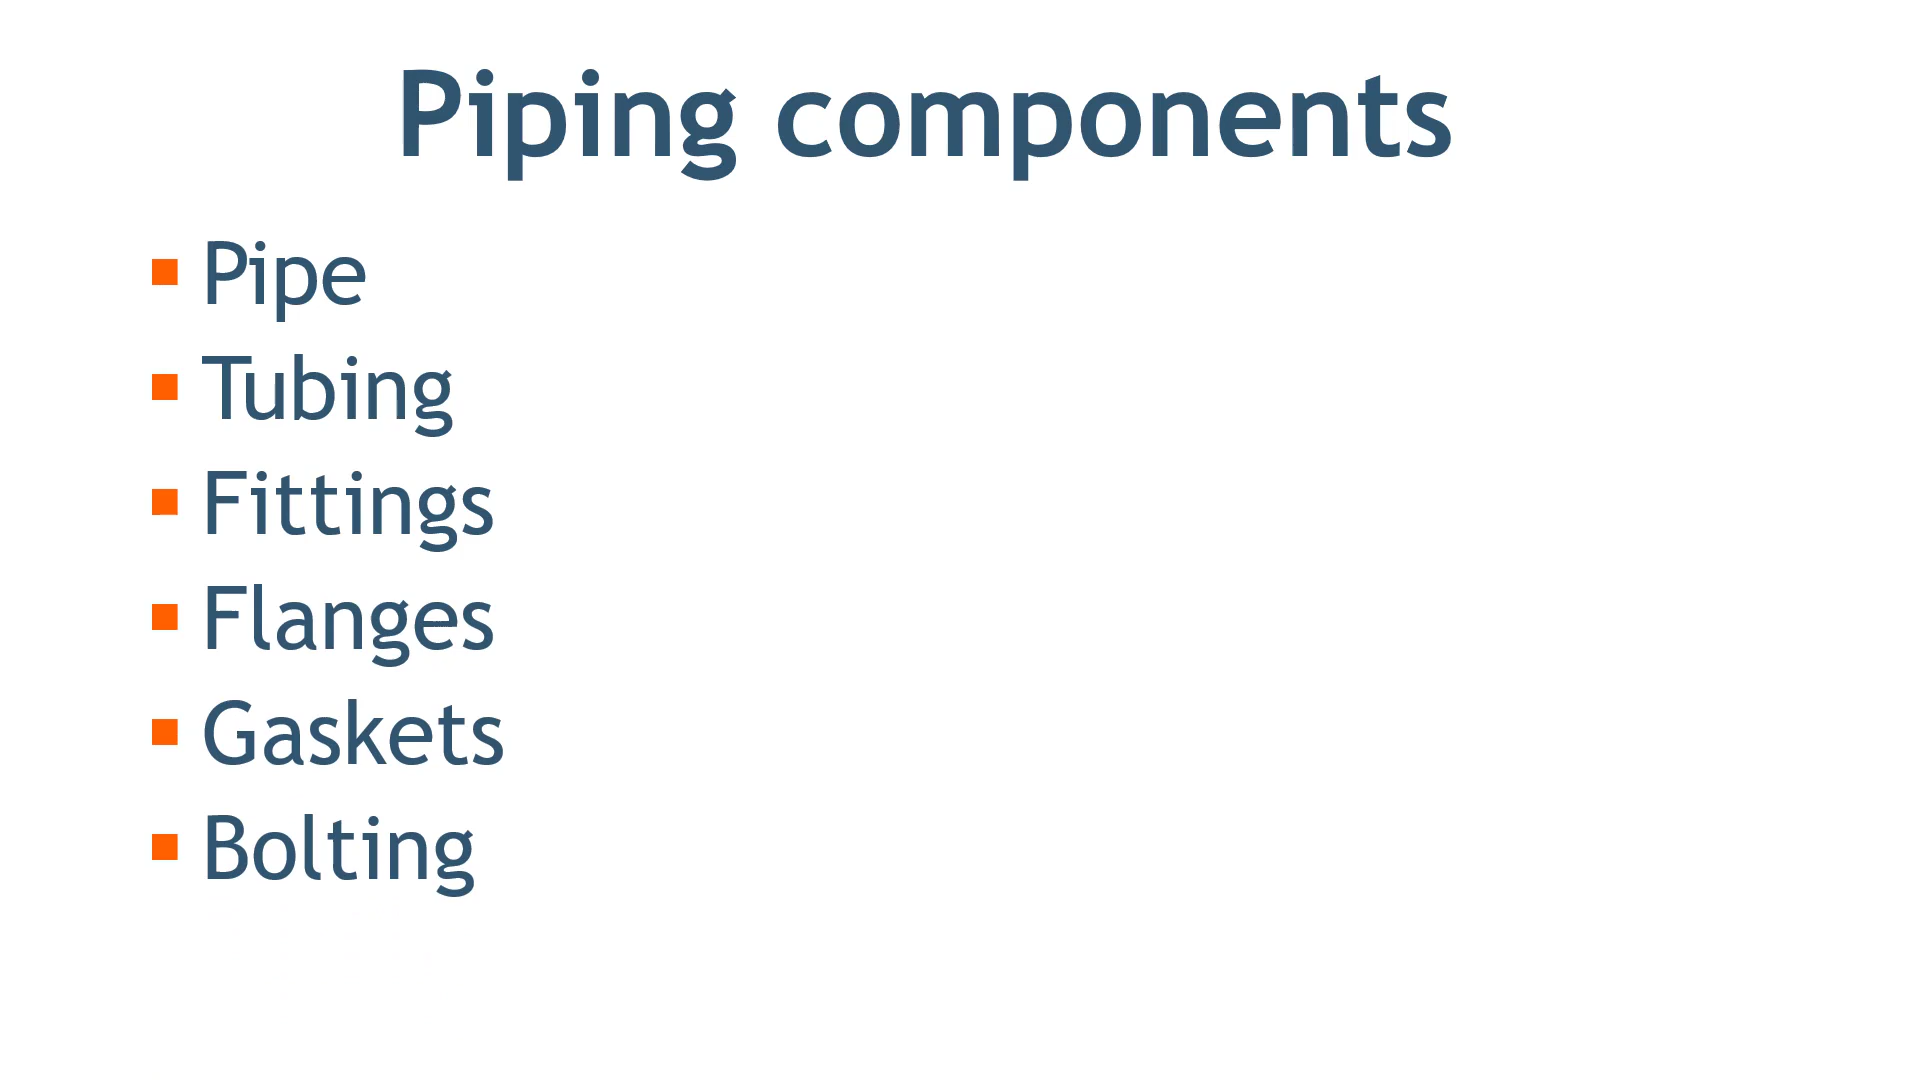 Piping components
Pipe
Tubing
Fittings
Flanges
Gaskets
Bolting